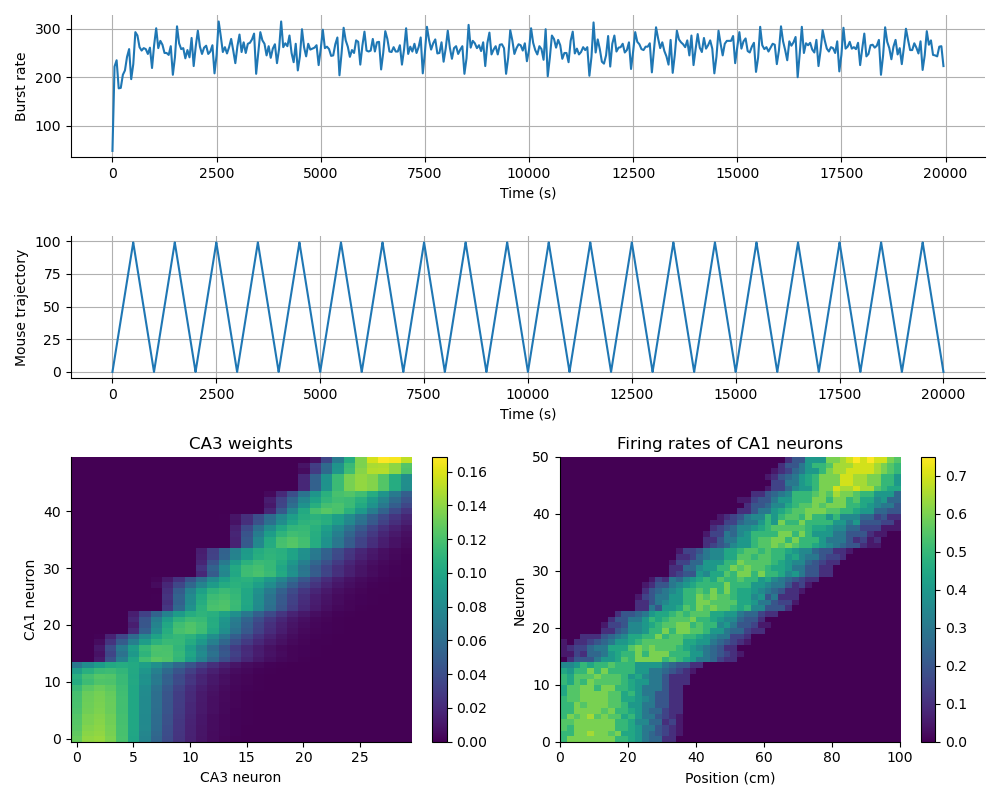 300
200
100
Burst rate
0 2500 5000 7500 10000 12500 15000 17500 20000
Time (s)
100
75
50
25
0
Mouse trajectory
0 2500 5000 7500 10000 12500 15000 17500 20000
Time (s)
CA3 weights
40
30
20
10
0
CA1 neuron
0 5 10 15 20 25
CA3 neuron
0.16
0.14
0.12
0.10
0.08
0.06
0.04
0.02
0.00
Firing rates of CA1 neurons
50
40
30
20
10
0
Neuron
0 20 40 60 80 100
Position (cm)
0.7
0.6
0.5
0.4
0.3
0.2
0.1
0.0